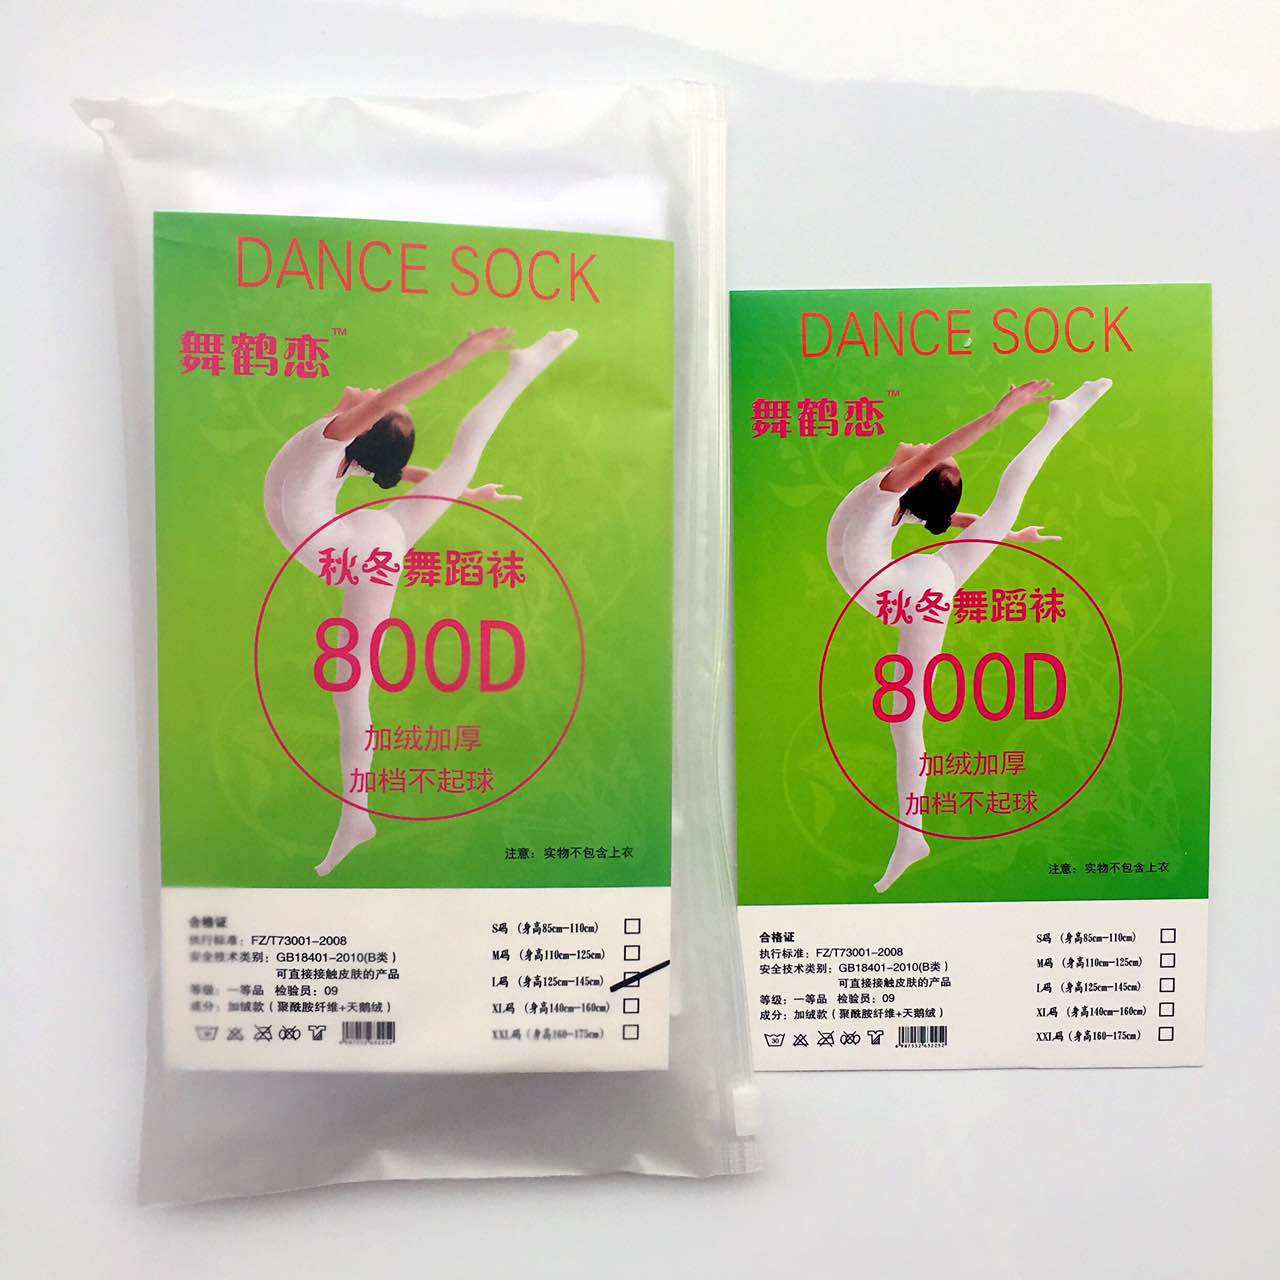 DANCE SOCK
舞鹤恋™
秋冬舞蹈袜
800D
加绒加厚
加档不起球
注意：实物不包含上衣
合格证
执行标准：FZ/T73001-2008
安全技术类别：GB18401-2010(B类)
可直接接触皮肤的产品
等级：一等品 检验员：09
成分：加绒款（聚酰胺纤维+天鹅绒）
S码（身高85cm-110cm）
M码（身高110cm-125cm）
L码（身高125cm-145cm）
XL码（身高140cm-160cm）
XXL码（身高160-175cm）
DANCE SOCK
舞鹤恋™
秋冬舞蹈袜
800D
加绒加厚
加档不起球
注意：实物不包含上衣
合格证
执行标准：FZ/T73001-2008
安全技术类别：GB18401-2010(B类)
可直接接触皮肤的产品
等级：一等品 检验员：09
成分：加绒款（聚酰胺纤维+天鹅绒）
30
S码（身高85cm-110cm）
M码（身高110cm-125cm）
L码（身高125cm-145cm）
XL码（身高140cm-160cm）
XXL码（身高160-175cm）